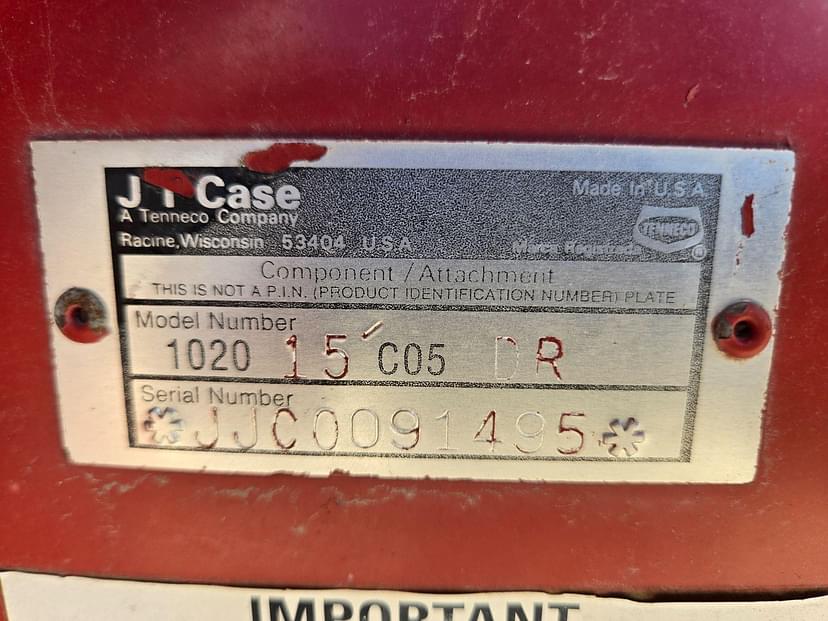 J I Case
A Tenneco Company
Racine, Wisconsin 53404 U.S.A.
Made In U S A
Marca Registrada
TENNECO
®
Component / Attachment
THIS IS NOT A P.I.N. (PRODUCT IDENTIFICATION NUMBER) PLATE
Model Number
1020 15' C05 DR
Serial Number
*JJC0091495*
IMPORTANT